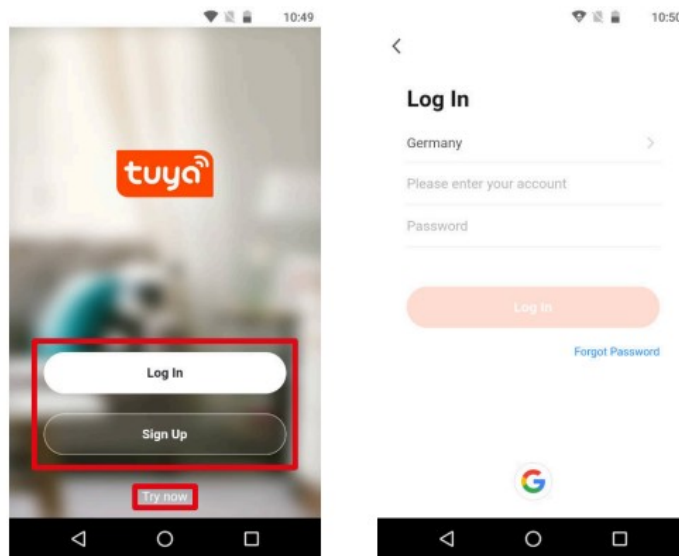 10:49
tuya
Log In
Sign Up
Try now
10:50
Log In
Germany
Please enter your account
Password
Log In
Forgot Password
G